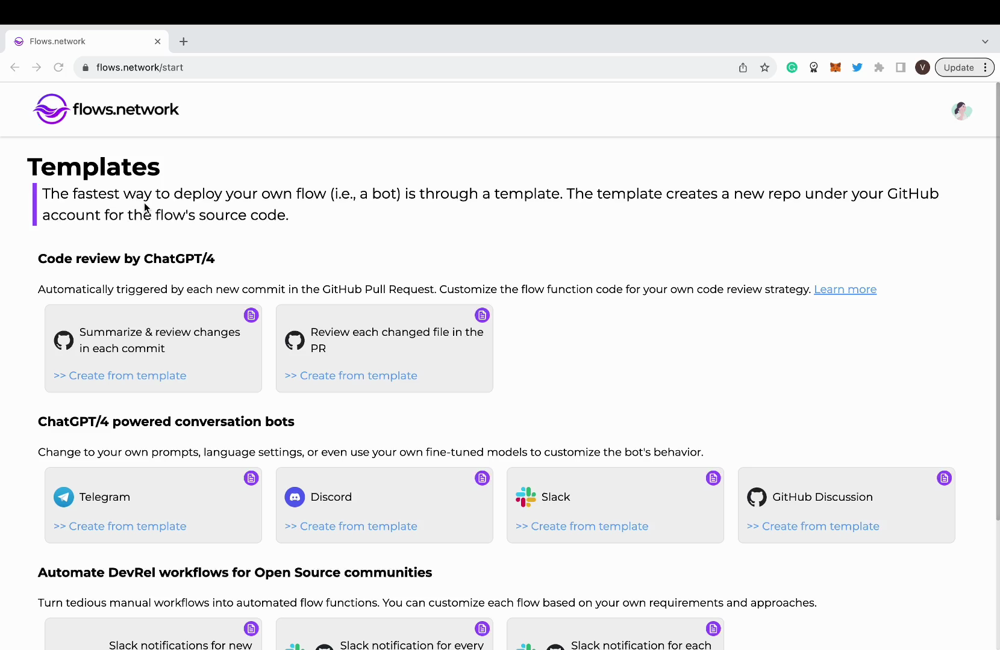 Flows.network
flows.network/start
V
Update
flows.network
Templates
The fastest way to deploy your own flow (i.e., a bot) is through a template. The template creates a new repo under your GitHub
account for the flow's source code.
Code review by ChatGPT/4
Automatically triggered by each new commit in the GitHub Pull Request. Customize the flow function code for your own code review strategy. Learn more
Summarize & review changes
in each commit
>> Create from template
Review each changed file in the
PR
>> Create from template
ChatGPT/4 powered conversation bots
Change to your own prompts, language settings, or even use your own fine-tuned models to customize the bot's behavior.
Telegram
>> Create from template
Discord
>> Create from template
Slack
>> Create from template
GitHub Discussion
>> Create from template
Automate DevRel workflows for Open Source communities
Turn tedious manual workflows into automated flow functions. You can customize each flow based on your own requirements and approaches.
Slack notifications for new
Slack notification for every
Slack notification for each